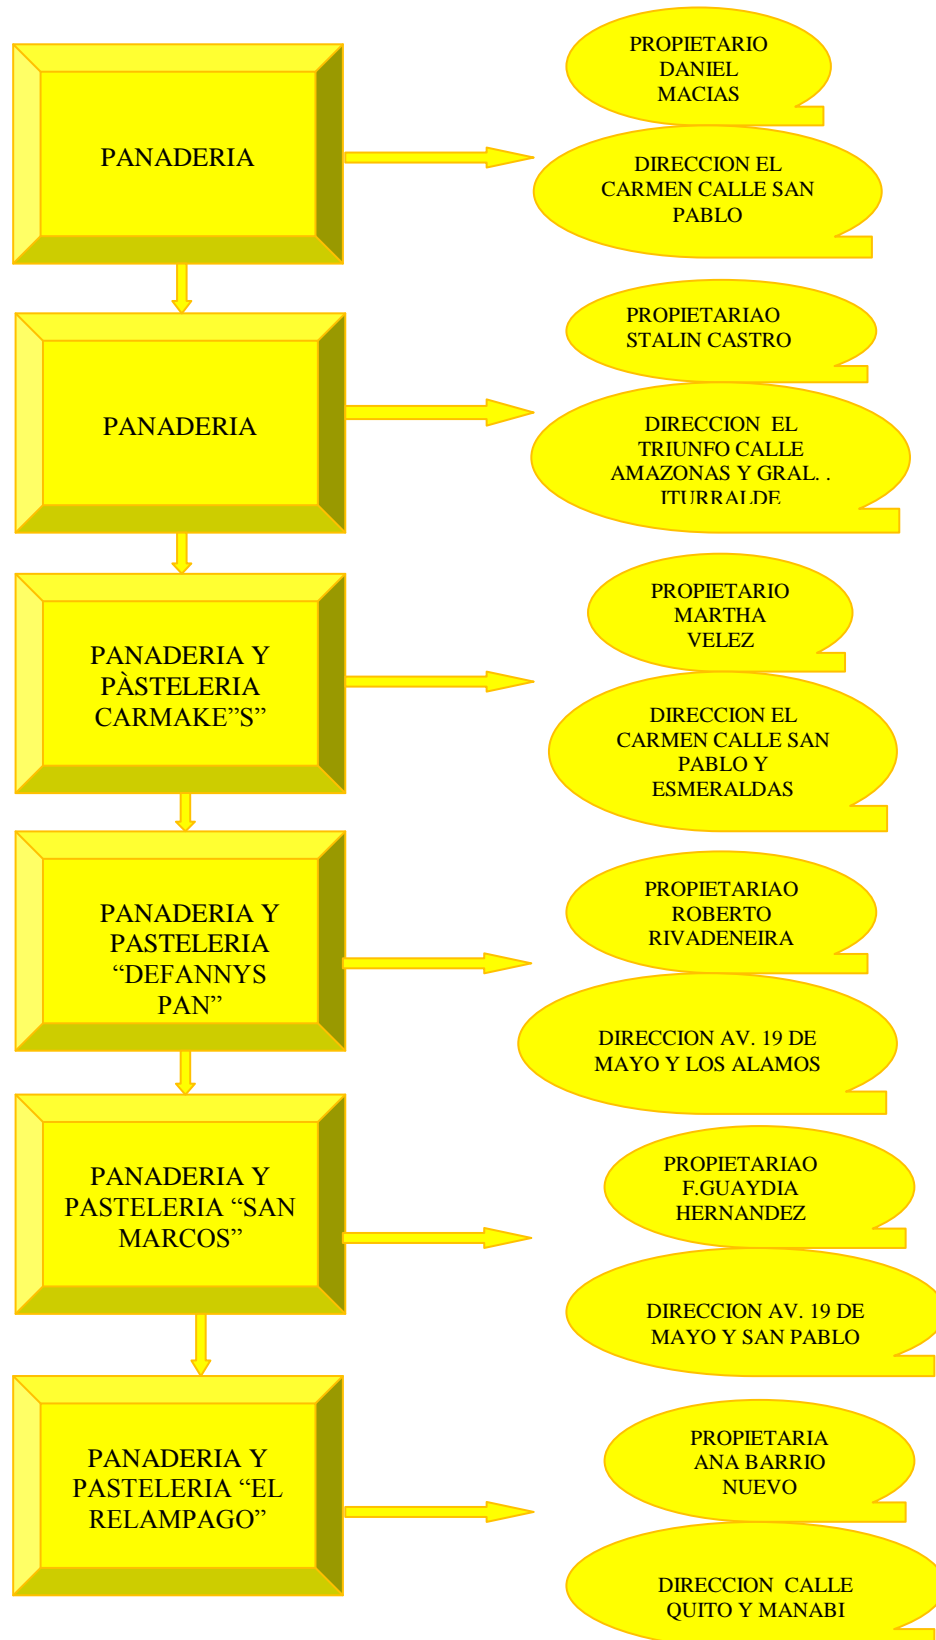 PANADERIA
PROPIETARIO
DANIEL
MACIAS
DIRECCION EL
CARMEN CALLE SAN
PABLO
PANADERIA
PROPIETARIAO
STALIN CASTRO
DIRECCION  EL
TRIUNFO CALLE
AMAZONAS Y GRAL. .
ITURRALDE
PANADERIA Y
PÀSTELERIA
CARMAKE”S”
PROPIETARIO
MARTHA
VELEZ
DIRECCION EL
CARMEN CALLE SAN
PABLO Y
ESMERALDAS
PANADERIA Y
PASTELERIA
“DEFANNYS
PAN”
PROPIETARIAO
ROBERTO
RIVADENEIRA
DIRECCION AV. 19 DE
MAYO Y LOS ALAMOS
PANADERIA Y
PASTELERIA “SAN
MARCOS”
PROPIETARIAO
F.GUAYDIA
HERNANDEZ
DIRECCION AV. 19 DE
MAYO Y SAN PABLO
PANADERIA Y
PASTELERIA “EL
RELAMPAGO”
PROPIETARIA
ANA BARRIO
NUEVO
DIRECCION  CALLE
QUITO Y MANABI